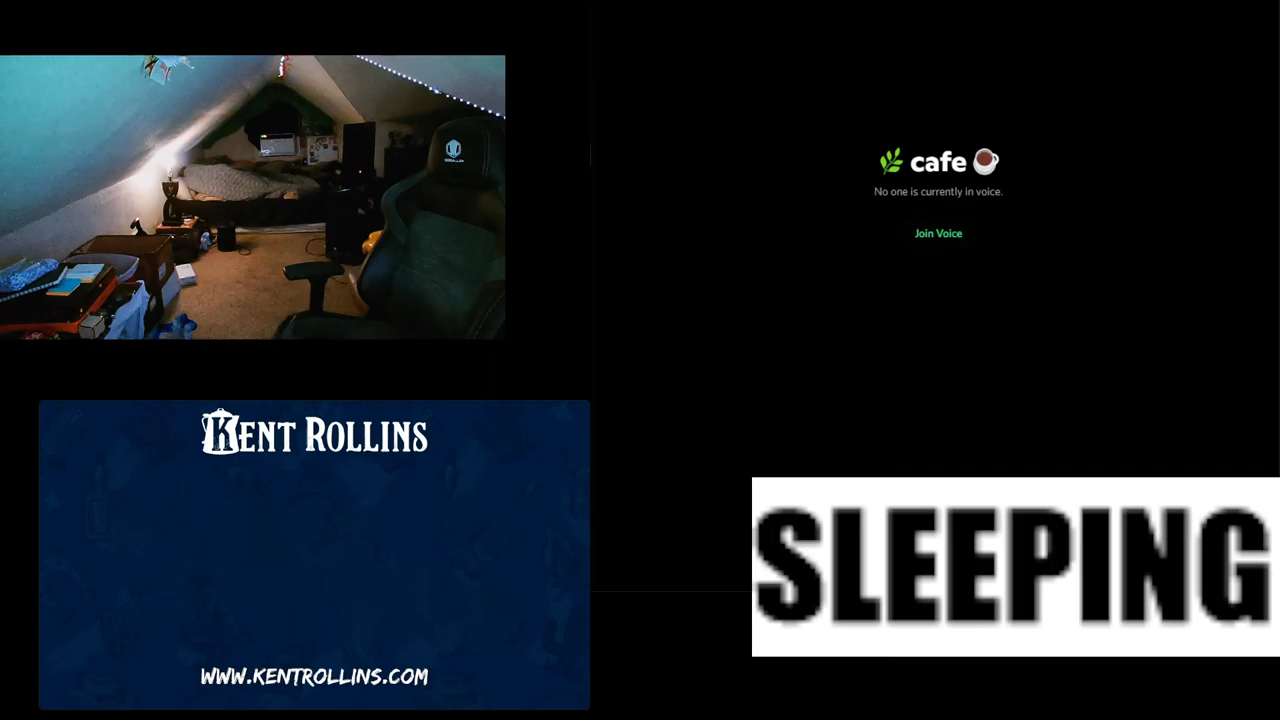 🌿 cafe ☕
No one is currently in voice.
Join Voice
KENT ROLLINS
WWW.KENTROLLINS.COM
SLEEPING